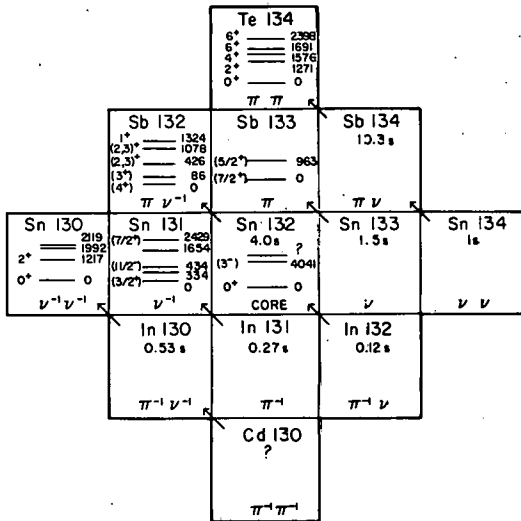 Te 134
6⁺ 2398
6⁺ 1691
4⁺ 1576
2⁺ 1271
0⁺ 0
π π
Sb 132
1⁺ 1324
(2,3)⁺ 1078
(2,3)⁺ 426
(3⁺) 86
(4⁺) 0
π ν⁻¹
Sb 133
(5/2⁺) 963
(7/2⁺) 0
π
Sb 134
10.3 s
π ν
Sn 130
2119
1992
2⁺ 1217
0⁺ 0
ν⁻¹ ν⁻¹
Sn 131
(7/2⁺) 2429
1654
(11/2⁻) 434
334
(3/2⁺) 0
ν⁻¹
Sn 132
4.0 s
?
(3⁻) 4041
0⁺ 0
CORE
Sn 133
1.5 s
ν
Sn 134
1s
ν ν
In 130
0.53 s
π⁻¹ ν⁻¹
In 131
0.27 s
π⁻¹
In 132
0.12 s
π⁻¹ ν
Cd 130
?
π⁻¹ π⁻¹